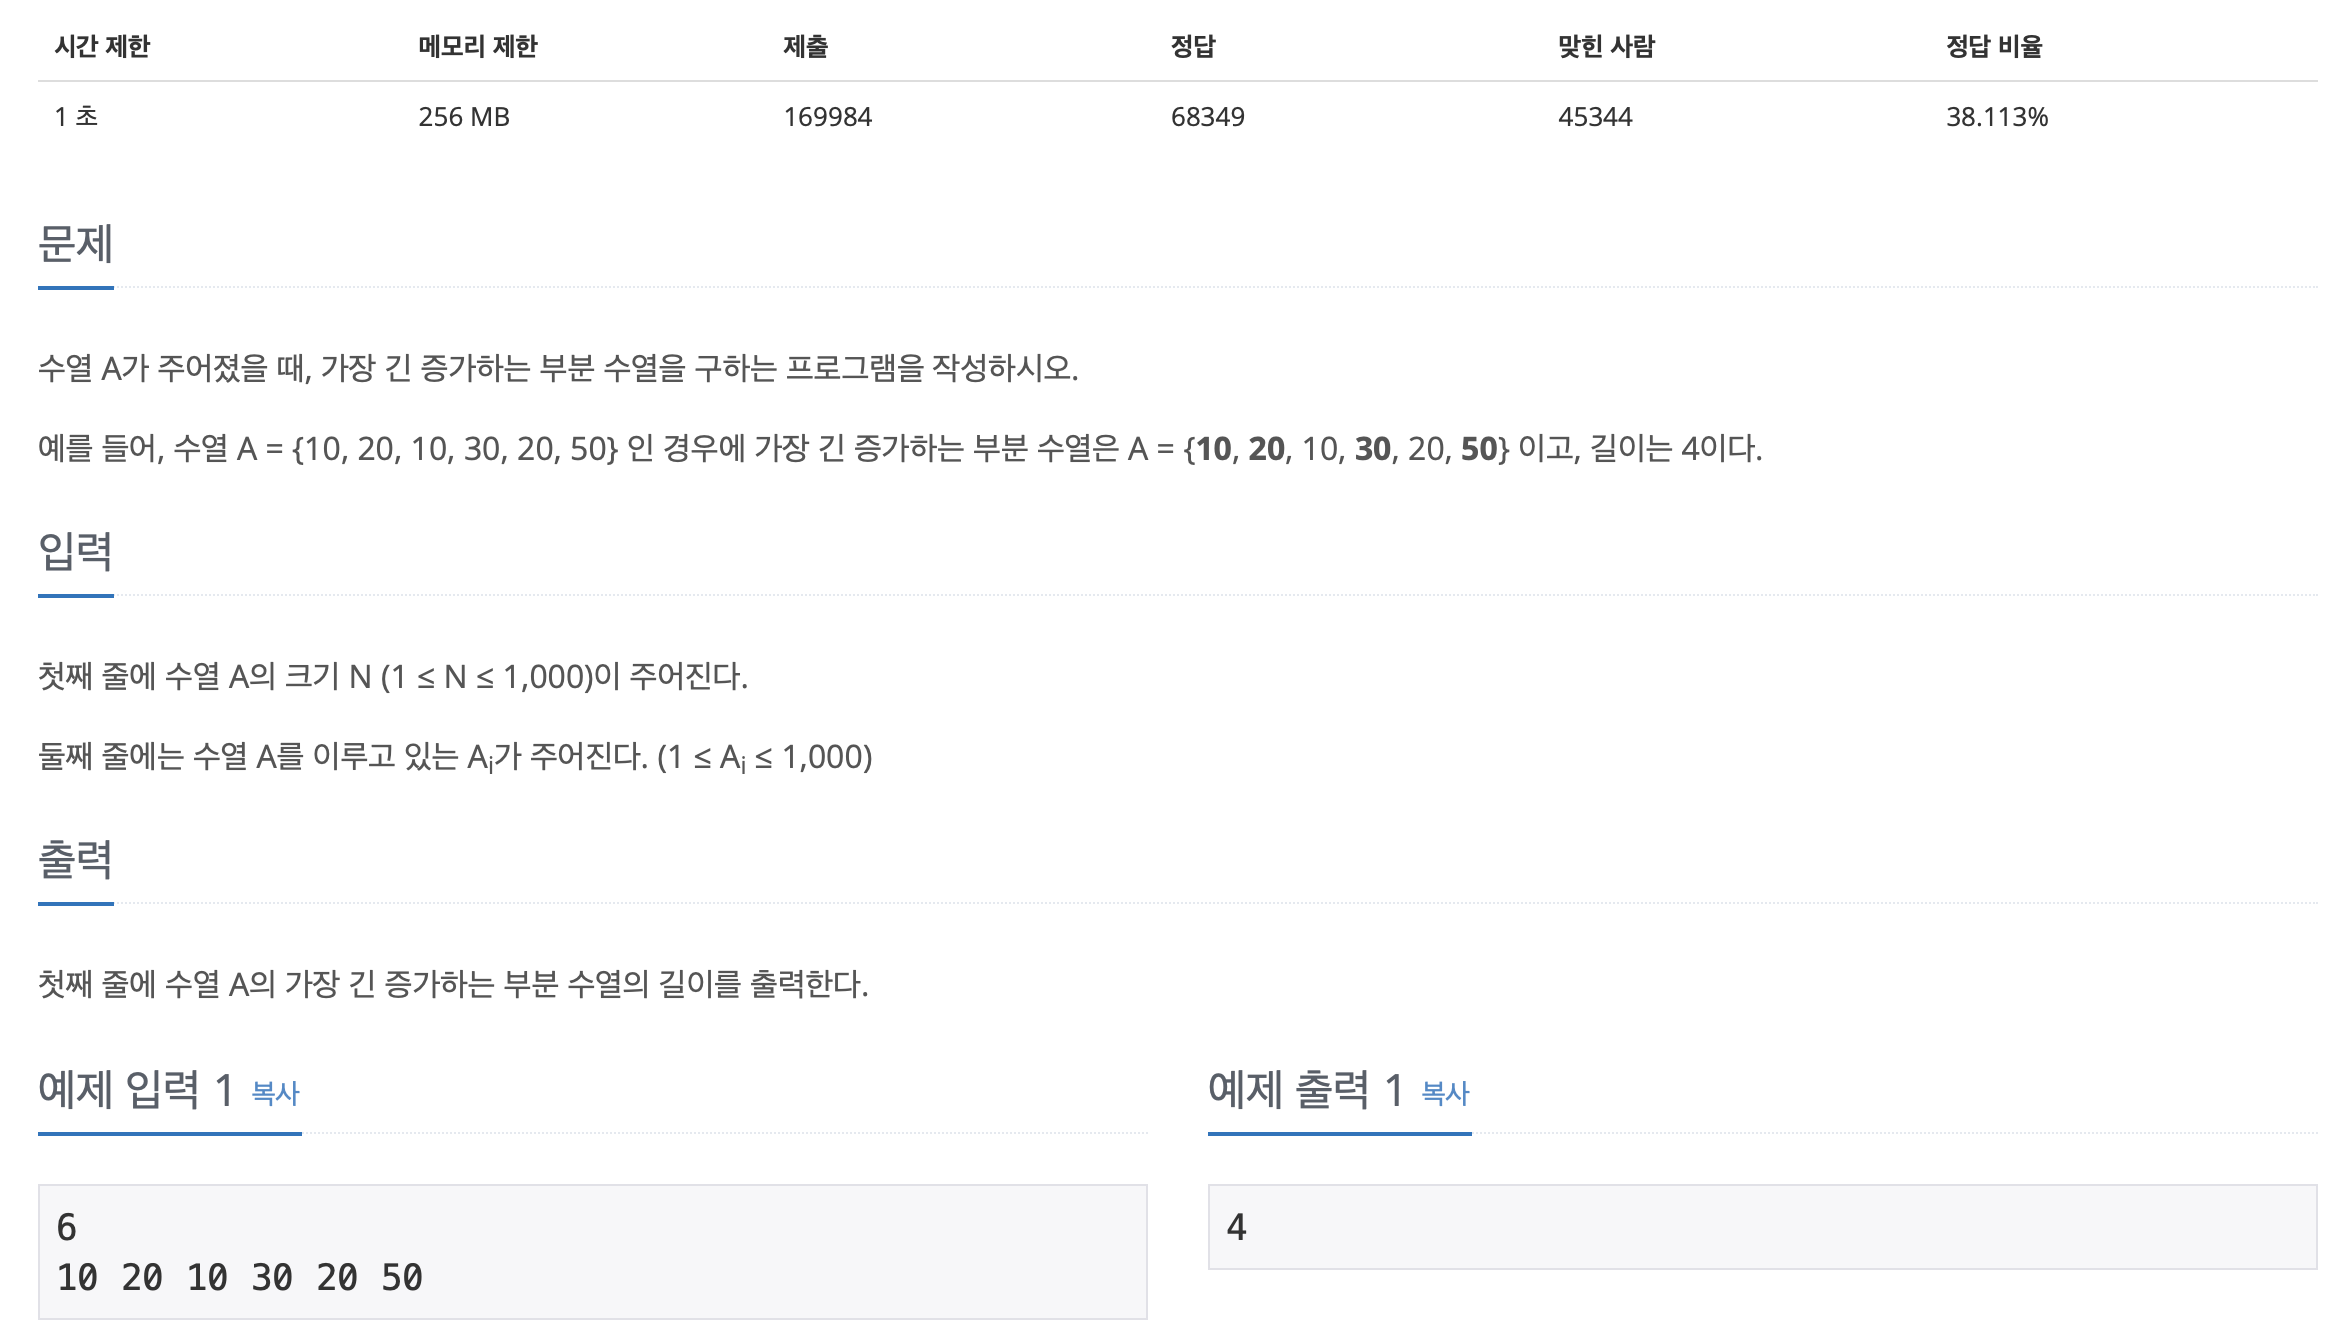 시간 제한 메모리 제한 제출 정답 맞힌 사람 정답 비율
1 초 256 MB 169984 68349 45344 38.113%
문제
수열 A가 주어졌을 때, 가장 긴 증가하는 부분 수열을 구하는 프로그램을 작성하시오.
예를 들어, 수열 A = {10, 20, 10, 30, 20, 50} 인 경우에 가장 긴 증가하는 부분 수열은 A = {10, 20, 10, 30, 20, 50} 이고, 길이는 4이다.
입력
첫째 줄에 수열 A의 크기 N (1 ≤ N ≤ 1,000)이 주어진다.
둘째 줄에는 수열 A를 이루고 있는 Ai가 주어진다. (1 ≤ Ai ≤ 1,000)
출력
첫째 줄에 수열 A의 가장 긴 증가하는 부분 수열의 길이를 출력한다.
예제 입력 1 복사
6
10 20 10 30 20 50
예제 출력 1 복사
4